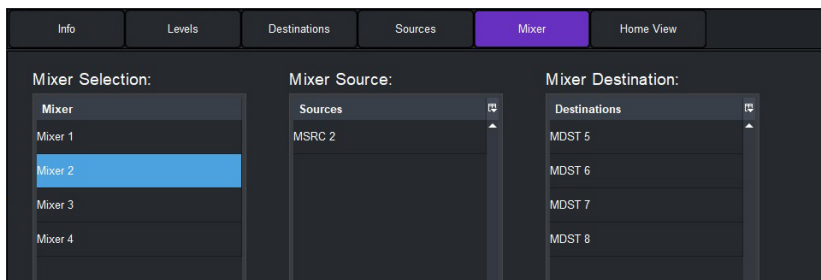 Info Levels Destinations Sources Mixer Home View
Mixer Selection: Mixer Source: Mixer Destination:
Mixer Sources Destinations
Mixer 1 MSRC 2 MDST 5
Mixer 2 MDST 6
Mixer 3 MDST 7
Mixer 4 MDST 8